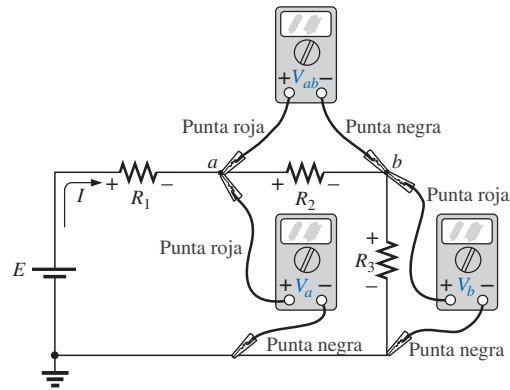 + Vab −
Punta roja
Punta negra
a
b
+ R1 −
+ R2 −
I
Punta roja
Punta roja
+ R3 −
+ Va −
+ Vb −
E
Punta negra
Punta negra